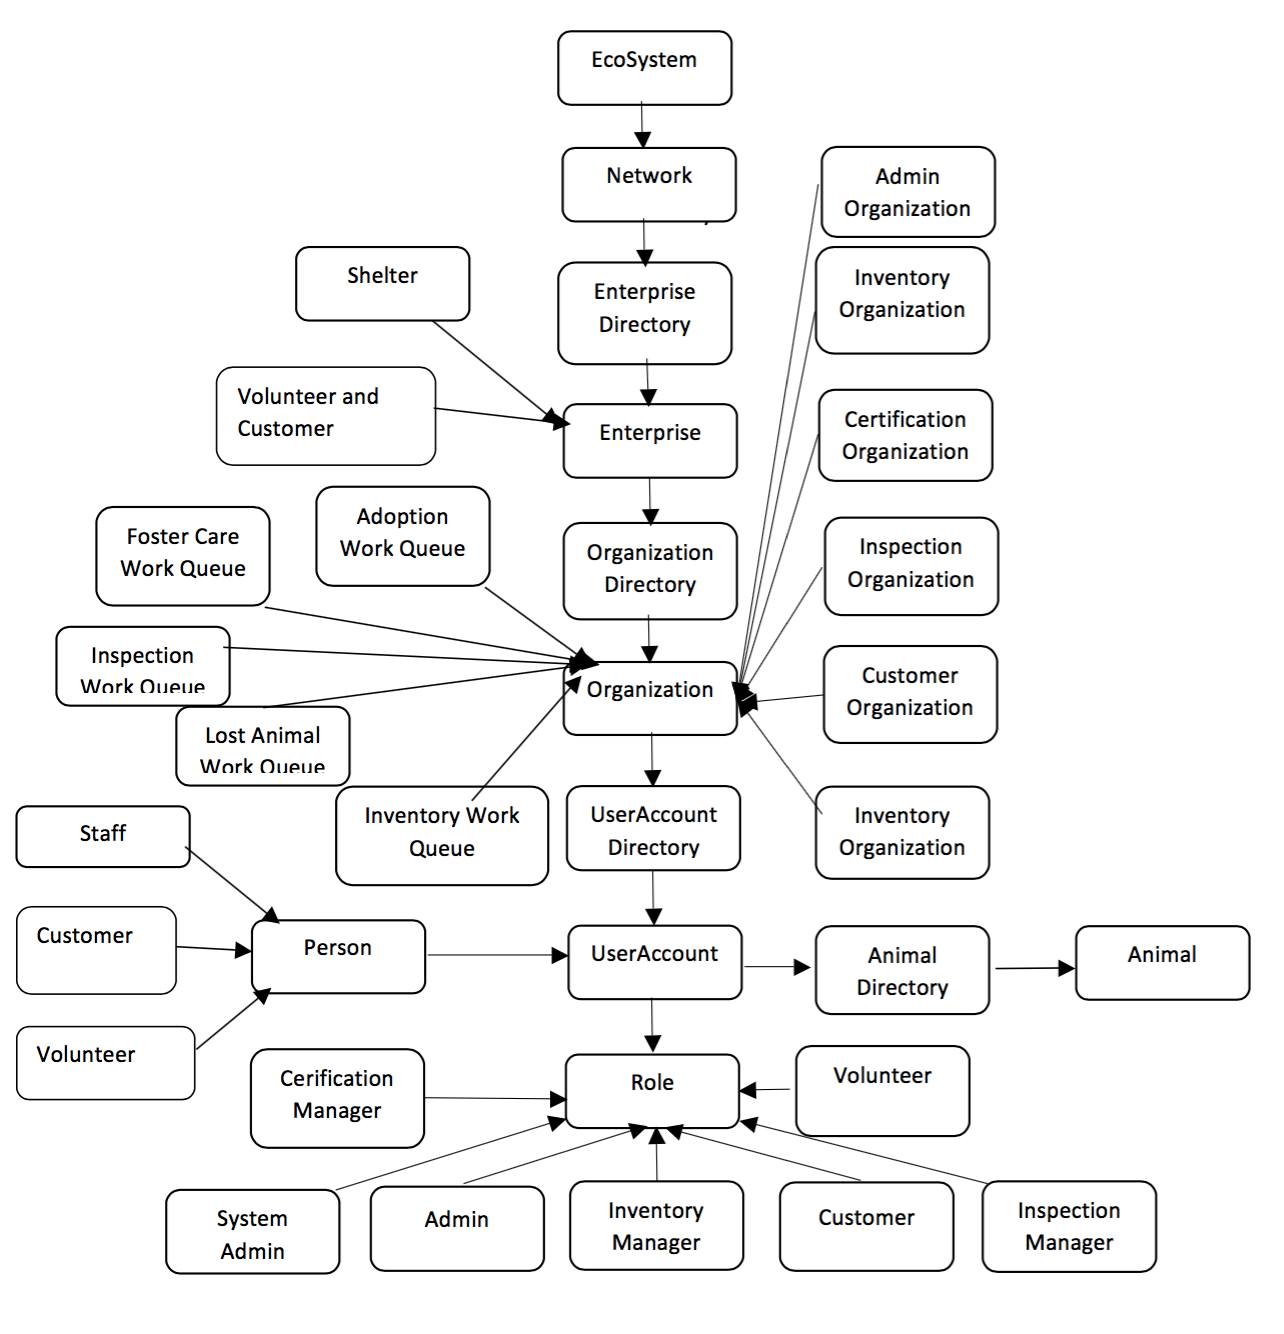 EcoSystem
Network
Admin
Organization
Shelter
Enterprise
Directory
Inventory
Organization
Volunteer and
Customer
Enterprise
Certification
Organization
Foster Care
Work Queue
Adoption
Work Queue
Organization
Directory
Inspection
Organization
Inspection
Work Queue
Organization
Customer
Organization
Lost Animal
Work Queue
Inventory Work
Queue
UserAccount
Directory
Inventory
Organization
Staff
Customer
Person
UserAccount
Animal
Directory
Animal
Volunteer
Cerification
Manager
Role
Volunteer
System
Admin
Admin
Inventory
Manager
Customer
Inspection
Manager